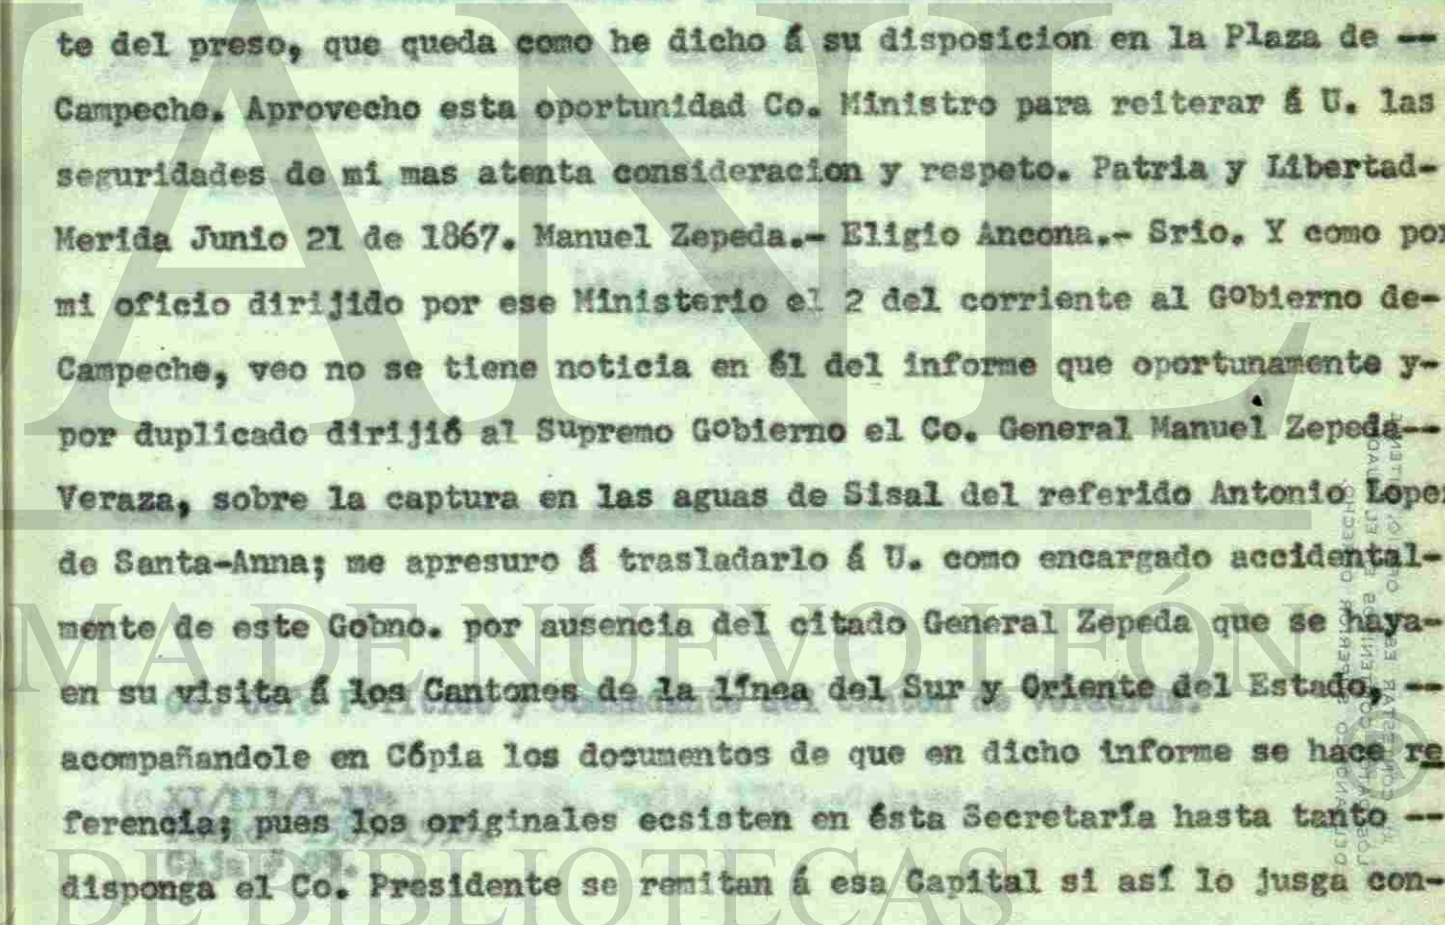 te del preso, que queda como he dicho á su disposicion en la Plaza de --
Campeche. Aprovecho esta oportunidad Co. Ministro para reiterar á U. las
seguridades de mi mas atenta consideracion y respeto. Patria y Libertad-
Merida Junio 21 de 1867. Manuel Zepeda.- Eligio Ancona.- Srio. Y como por
mi oficio dirijido por ese Ministerio el 2 del corriente al Gobierno de-
Campeche, veo no se tiene noticia en él del informe que oportunamente y-
por duplicado dirijió al Supremo Gobierno el Co. General Manuel Zepeda--
Veraza, sobre la captura en las aguas de Sisal del referido Antonio Lopez
de Santa-Anna; me apresuro á trasladarlo á U. como encargado accidental-
mente de este Gobno. por ausencia del citado General Zepeda que se haya-
en su visita á los Cantones de la línea del Sur y Oriente del Estado, --
acompañandole en Cópia los documentos de que en dicho informe se hace re
ferencia; pues los originales ecsisten en ésta Secretaría hasta tanto --
disponga el Co. Presidente se remitan á esa Capital si así lo jusga con-
ANL
MA DE NUEVO LEÓN
DE BIBLIOTECAS